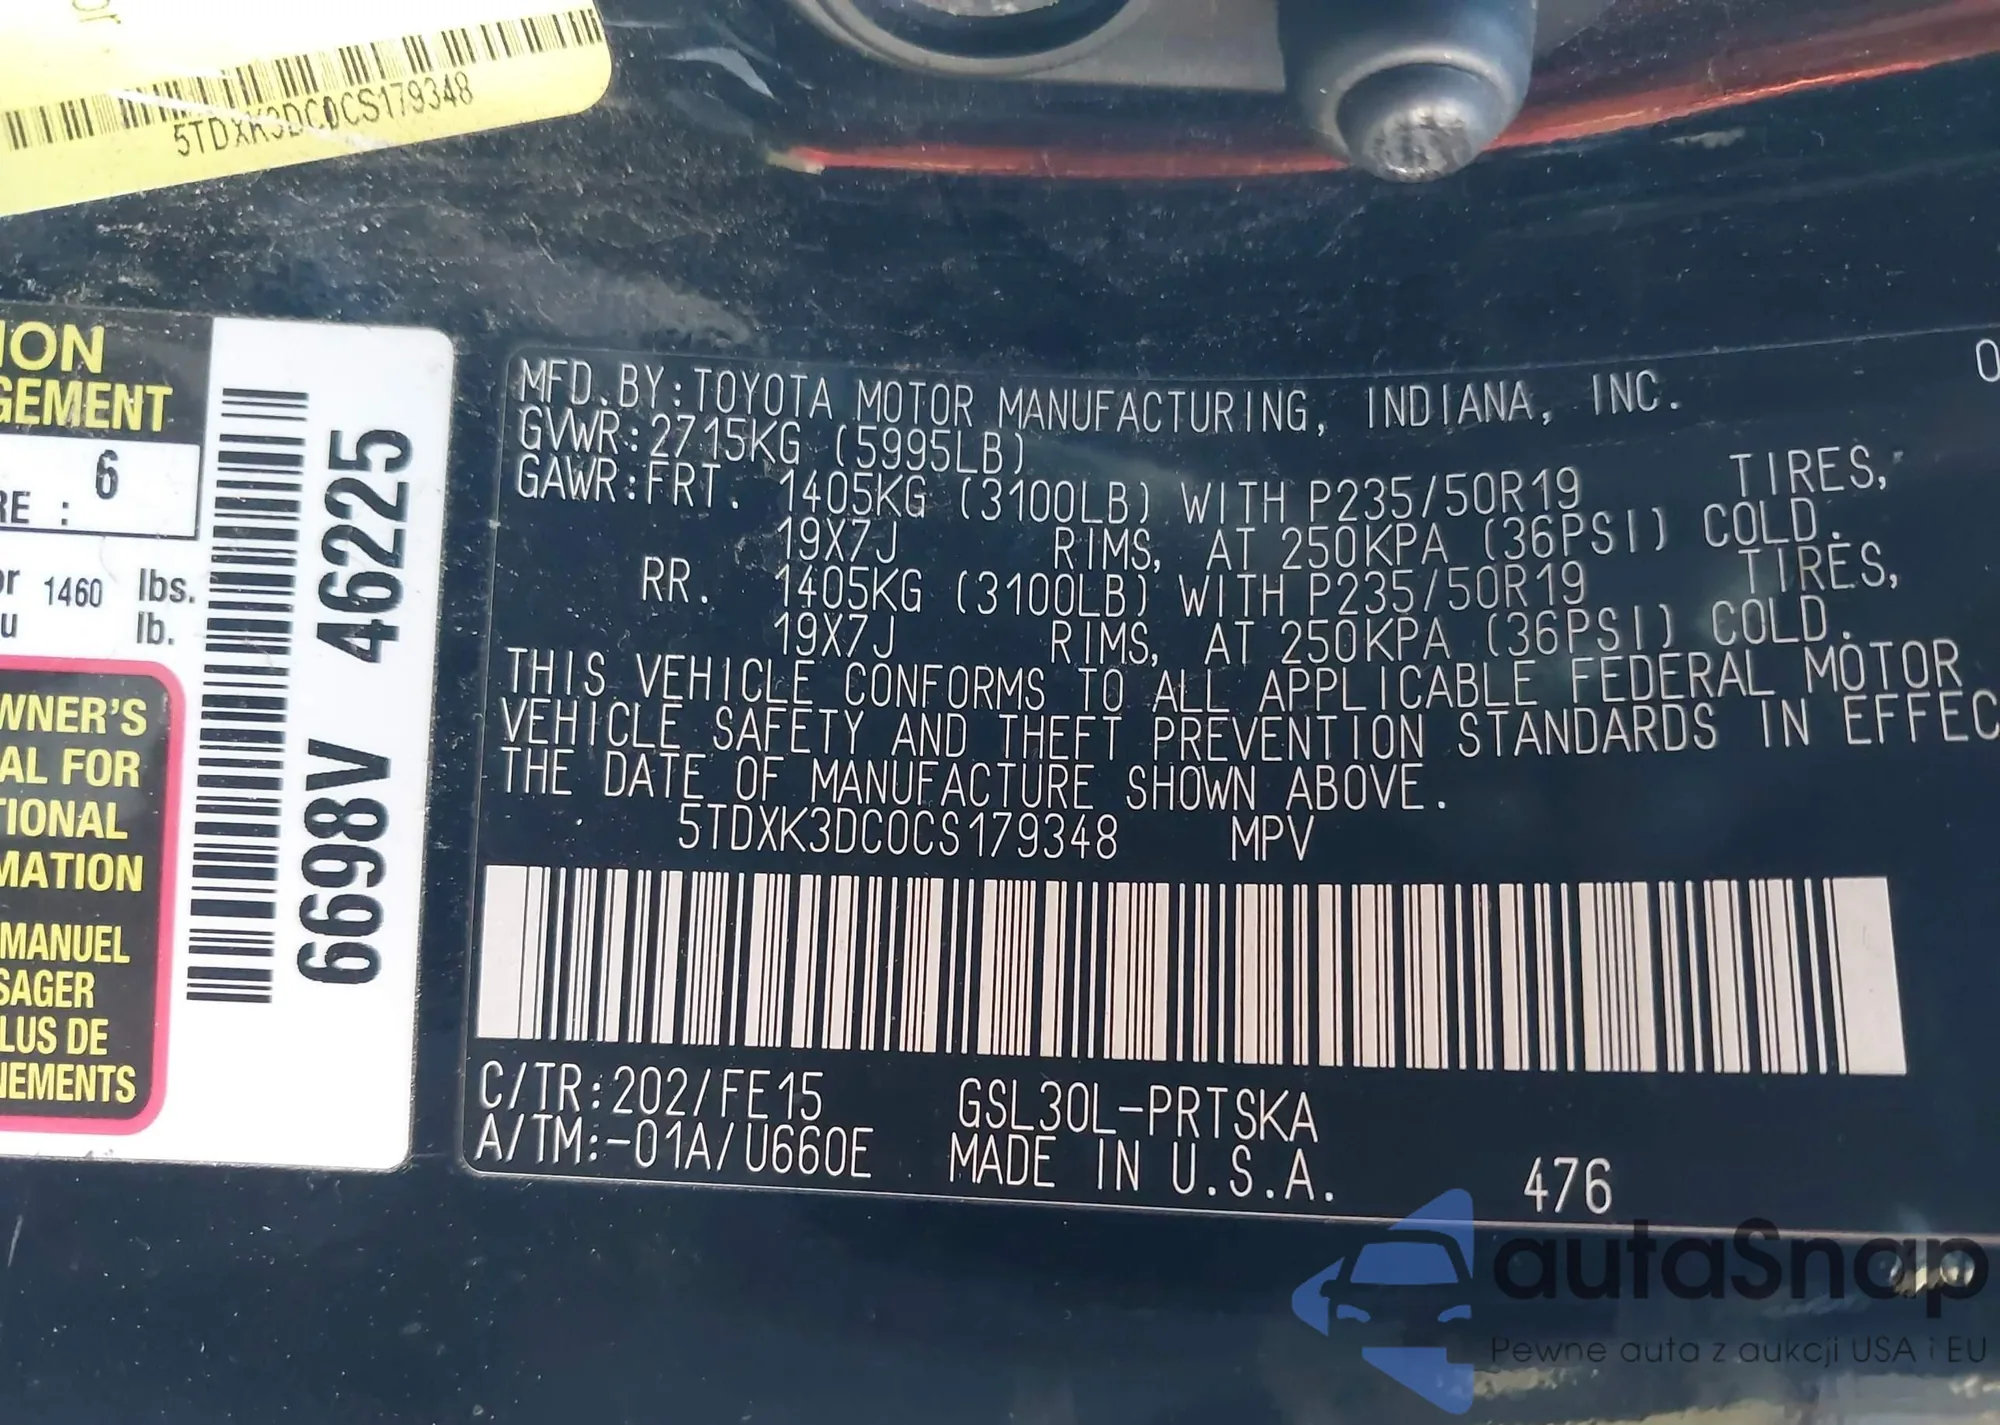 5TDXK3DC0CS179348
ION
GEMENT
6
RE :
or 1460 lbs.
u lb.
WNER'S
AL FOR
TIONAL
MATION
MANUEL
SAGER
LUS DE
NEMENTS
6698V 46225
MFD. BY: TOYOTA MOTOR MANUFACTURING, INDIANA, INC. 0
GVWR: 2715KG (5995LB)
GAWR: FRT. 1405KG (3100LB) WITH P235/50R19 TIRES,
19X7J RIMS, AT 250KPA (36PSI) COLD.
RR. 1405KG (3100LB) WITH P235/50R19 TIRES,
19X7J RIMS, AT 250KPA (36PSI) COLD.
THIS VEHICLE CONFORMS TO ALL APPLICABLE FEDERAL MOTOR
VEHICLE SAFETY AND THEFT PREVENTION STANDARDS IN EFFEC
THE DATE OF MANUFACTURE SHOWN ABOVE.
5TDXK3DC0CS179348 MPV
C/TR: 202/FE15 GSL30L-PRTSKA
A/TM: -01A/U660E MADE IN U.S.A. 476
autaSnap
Pewne auta z aukcji USA i EU